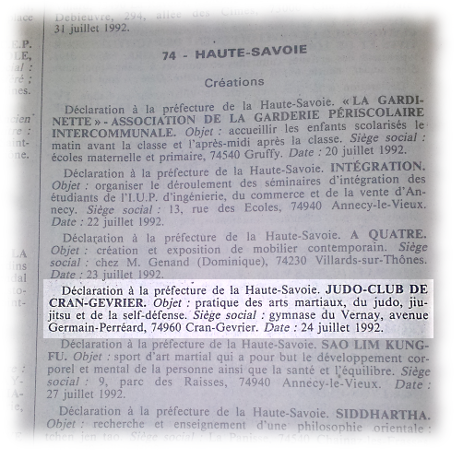 Debieuvre, 294, allée des
31 juillet 1992.
74 - HAUTE-SAVOIE
Créations
Déclaration à la préfecture de la Haute-Savoie. « LA GARDI-
NETTE » - ASSOCIATION DE LA GARDERIE PÉRISCOLAIRE
INTERCOMMUNALE. Objet : accueillir les enfants scolarisés le
matin avant la classe et l'après-midi après la classe. Siège social :
écoles maternelle et primaire, 74540 Gruffy. Date : 20 juillet 1992.
Déclaration à la préfecture de la Haute-Savoie. INTÉGRATION.
Objet : organiser le déroulement des séminaires d'intégration des
étudiants de l'I.U.P. d'ingénierie, du commerce et de la vente d'An-
necy. Siège social : 13, rue des Ecoles, 74940 Annecy-le-Vieux.
Date : 22 juillet 1992.
Déclaration à la préfecture de la Haute-Savoie. A QUATRE.
Objet : création et exposition de mobilier contemporain. Siège
social : chez M. Genand (Dominique), 74230 Villards-sur-Thônes.
Date : 23 juillet 1992.
Déclaration à la préfecture de la Haute-Savoie. JUDO-CLUB DE
CRAN-GEVRIER. Objet : pratique des arts martiaux, du judo, jiu-
jitsu et de la self-défense. Siège social : gymnase du Vernay, avenue
Germain-Perréard, 74960 Cran-Gevrier. Date : 24 juillet 1992.
Déclaration à la préfecture de la Haute-Savoie. SAO LIM KUNG-
FU. Objet : sport d'art martial qui a pour but le développement cor-
porel et mental de la personne ainsi que la santé et l'équilibre. Siège
social : 9, parc des Raisses, 74940 Annecy-le-Vieux. Date :
27 juillet 1992.
Déclaration à la préfecture de la Haute-Savoie. SIDDHARTHA.
Objet : recherche et enseignement d'une philosophie orientale :